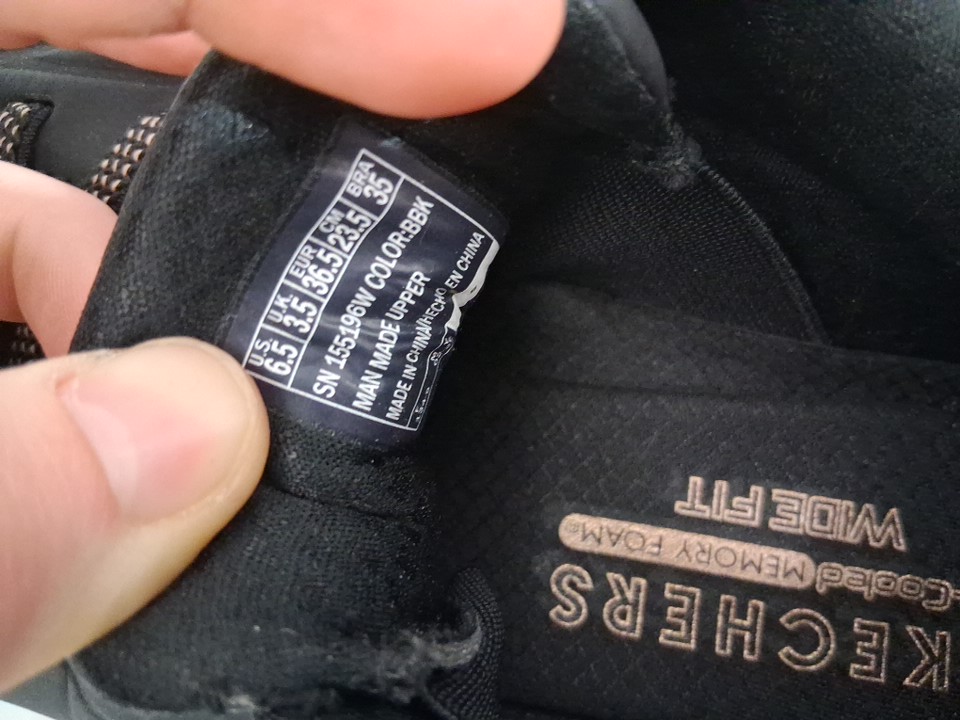 U.S. U.K. EUR CM BRA
6.5 3.5 36.5 23.5 35
SN 155196W COLOR:BBK
MAN MADE UPPER
MADE IN CHINA/HECHO EN CHINA
WIDE FIT
-Cooled MEMORY FOAM
KECHERS